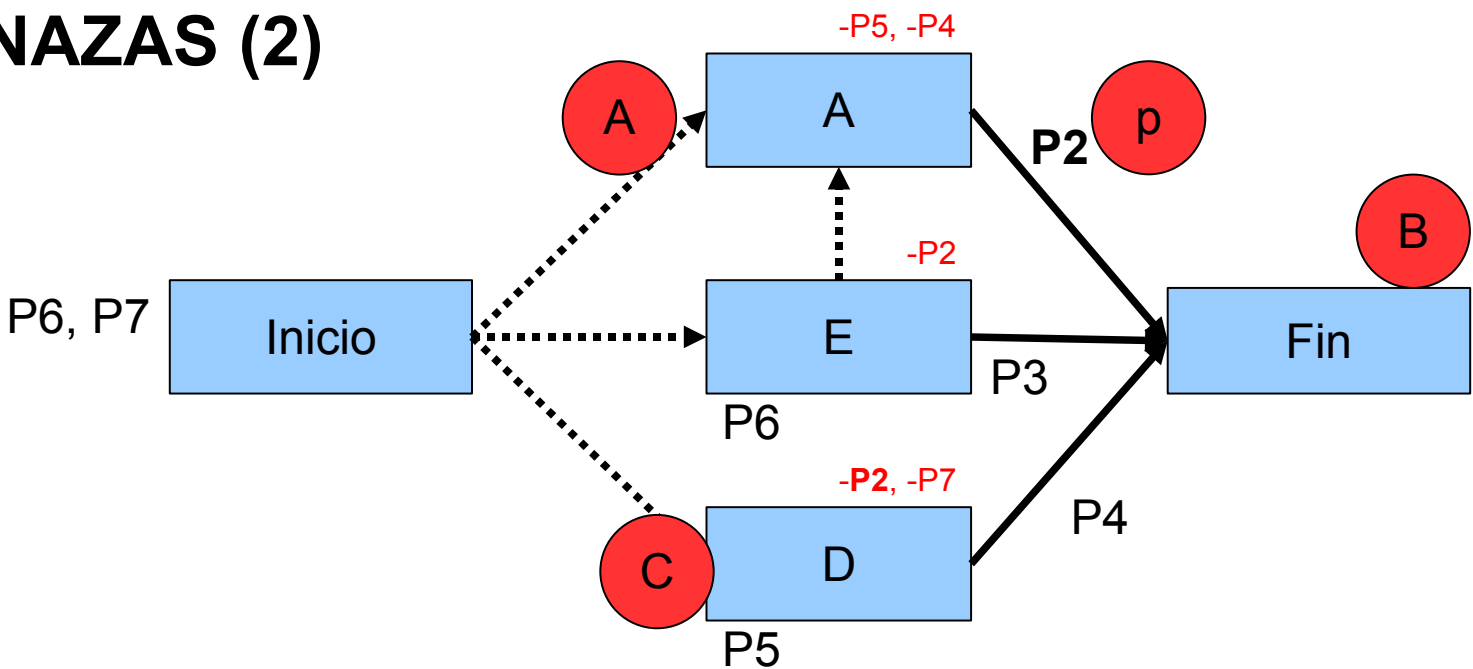 NAZAS (2)
-P5, -P4
A
A
P2
p
B
-P2
P6, P7
Inicio
E
Fin
P3
P6
-P2, -P7
P4
C
D
P5